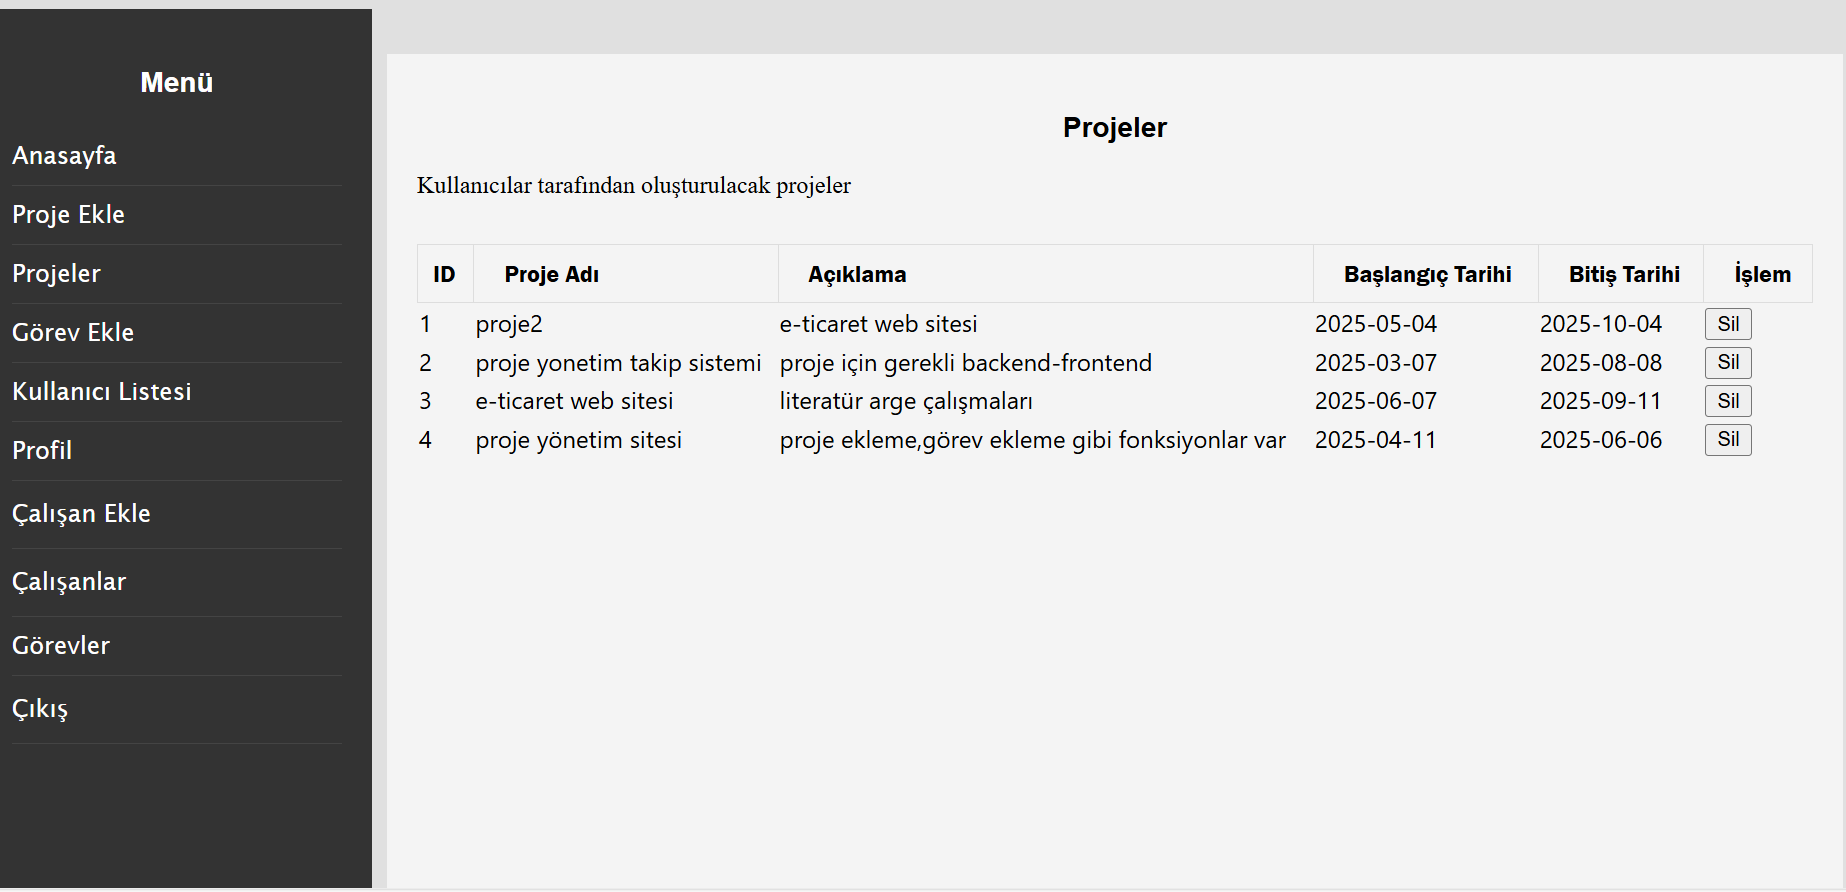 Menü
Anasayfa
Proje Ekle
Projeler
Görev Ekle
Kullanıcı Listesi
Profil
Çalışan Ekle
Çalışanlar
Görevler
Çıkış
Projeler
Kullanıcılar tarafından oluşturulacak projeler
ID Proje Adı Açıklama Başlangıç Tarihi Bitiş Tarihi İşlem
1 proje2 e-ticaret web sitesi 2025-05-04 2025-10-04 Sil
2 proje yonetim takip sistemi proje için gerekli backend-frontend 2025-03-07 2025-08-08 Sil
3 e-ticaret web sitesi literatür arge çalışmaları 2025-06-07 2025-09-11 Sil
4 proje yönetim sitesi proje ekleme,görev ekleme gibi fonksiyonlar var 2025-04-11 2025-06-06 Sil